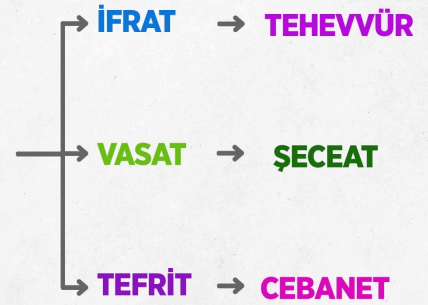 İFRAT → TEHEVVÜR
VASAT → ŞECEAT
TEFRİT → CEBANET